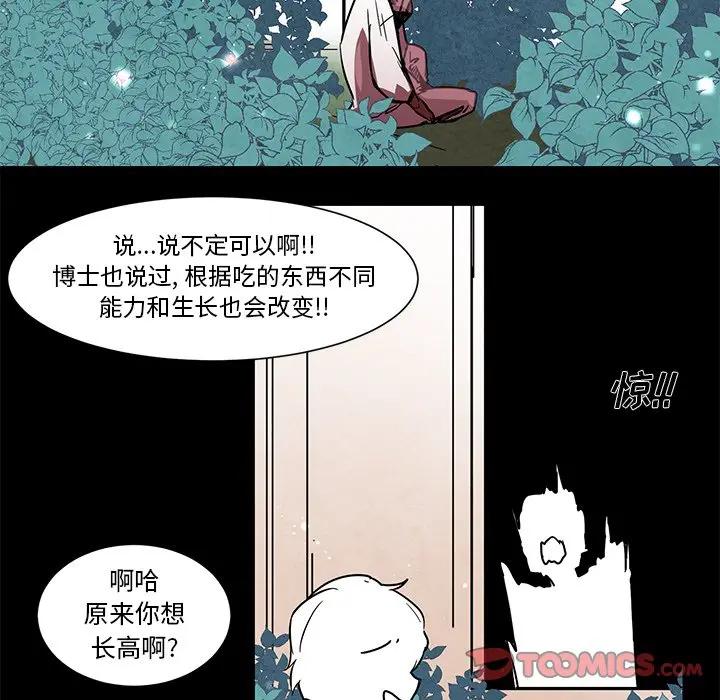 说...说不定可以啊!!
博士也说过, 根据吃的东西不同
能力和生长也会改变!!
惊!!
啊哈
原来你想
长高啊?
TOOMICS.COM